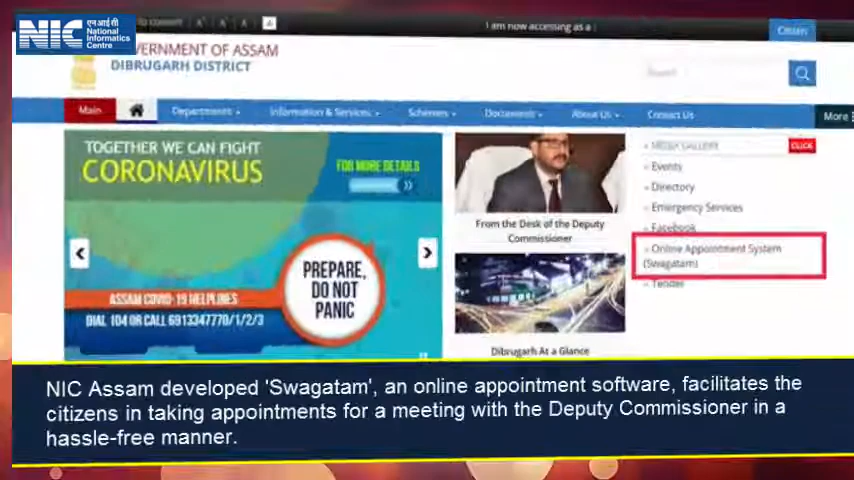 I am now accessing as a
Citizen
NIC
एन आई सी
National
Informatics
Centre
VERNMENT OF ASSAM
DIBRUGARH DISTRICT
Search
Main
Departments
Information & Services
Schemes
Documents
About Us
Contact Us
More
TOGETHER WE CAN FIGHT
CORONAVIRUS
FOR MORE DETAILS
PREPARE,
DO NOT
PANIC
ASSAM COVID-19 HELPLINES
DIAL 104 OR CALL 6913347770/1/2/3
From the Desk of the Deputy
Commissioner
Dibrugarh At a Glance
MEDIA GALLERY
CLICK
Events
Directory
Emergency Services
Facebook
Online Appointment System
(Swagatam)
Tender
NIC Assam developed 'Swagatam', an online appointment software, facilitates the
citizens in taking appointments for a meeting with the Deputy Commissioner in a
hassle-free manner.